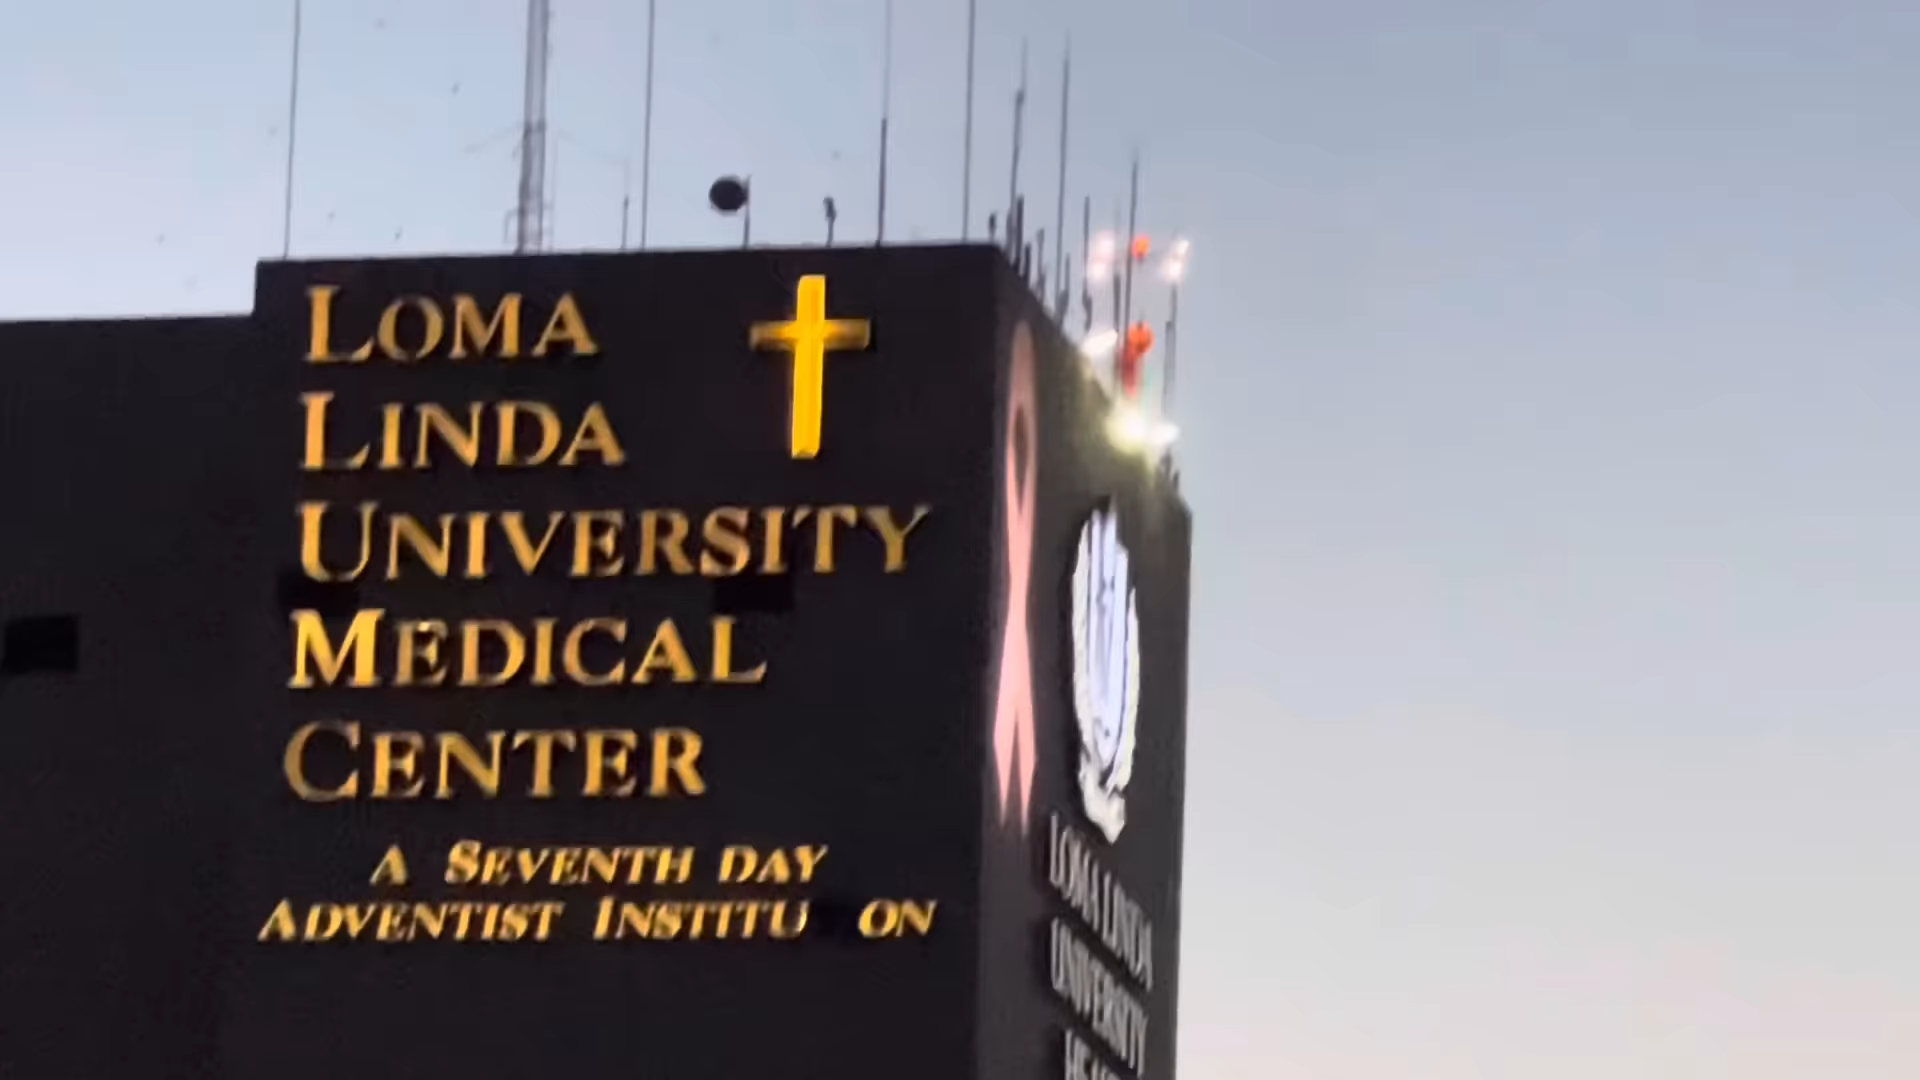 LOMA
LINDA
UNIVERSITY
MEDICAL
CENTER
A SEVENTH DAY
ADVENTIST INSTITU ON
LOMA LINDA
UNIVERSITY